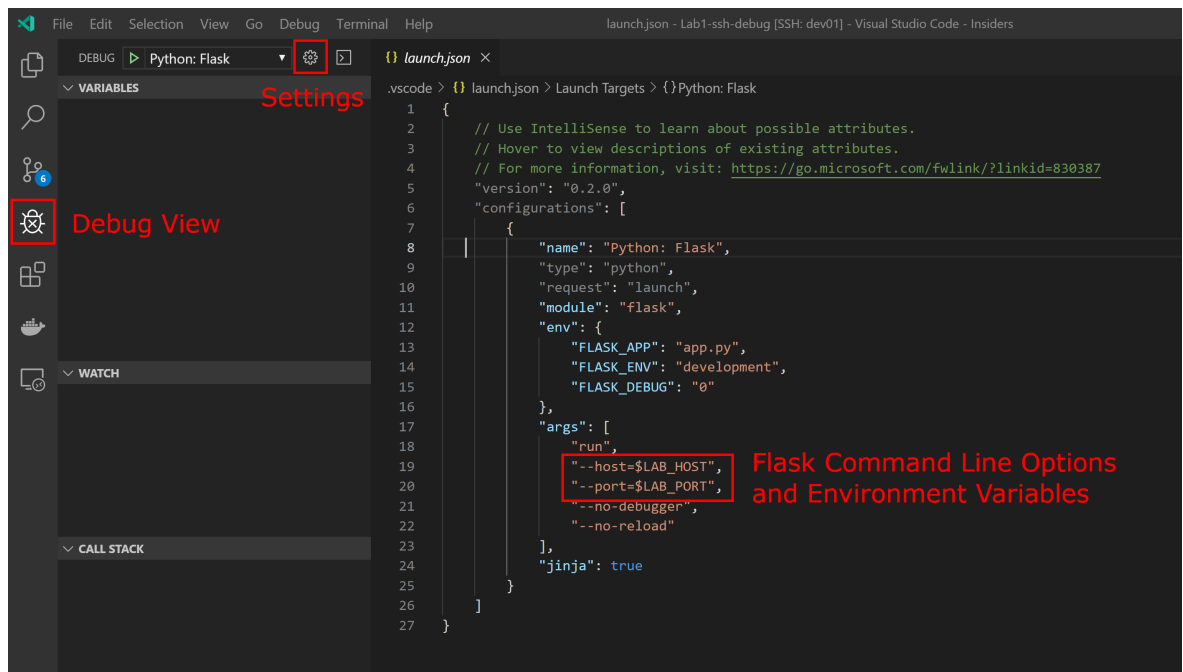 File Edit Selection View Go Debug Terminal Help launch.json - Lab1-ssh-debug [SSH: dev01] - Visual Studio Code - Insiders
DEBUG Python: Flask
Settings
VARIABLES
6
Debug View
WATCH
CALL STACK
{} launch.json ×
.vscode > {} launch.json > Launch Targets > {} Python: Flask
1 {
2 // Use IntelliSense to learn about possible attributes.
3 // Hover to view descriptions of existing attributes.
4 // For more information, visit: https://go.microsoft.com/fwlink/?linkid=830387
5 "version": "0.2.0",
6 "configurations": [
7 {
8 "name": "Python: Flask",
9 "type": "python",
10 "request": "launch",
11 "module": "flask",
12 "env": {
13 "FLASK_APP": "app.py",
14 "FLASK_ENV": "development",
15 "FLASK_DEBUG": "0"
16 },
17 "args": [
18 "run",
19 "--host=$LAB_HOST",
20 "--port=$LAB_PORT",
21 "--no-debugger",
22 "--no-reload"
23 ],
24 "jinja": true
25 }
26 ]
27 }
Flask Command Line Options
and Environment Variables